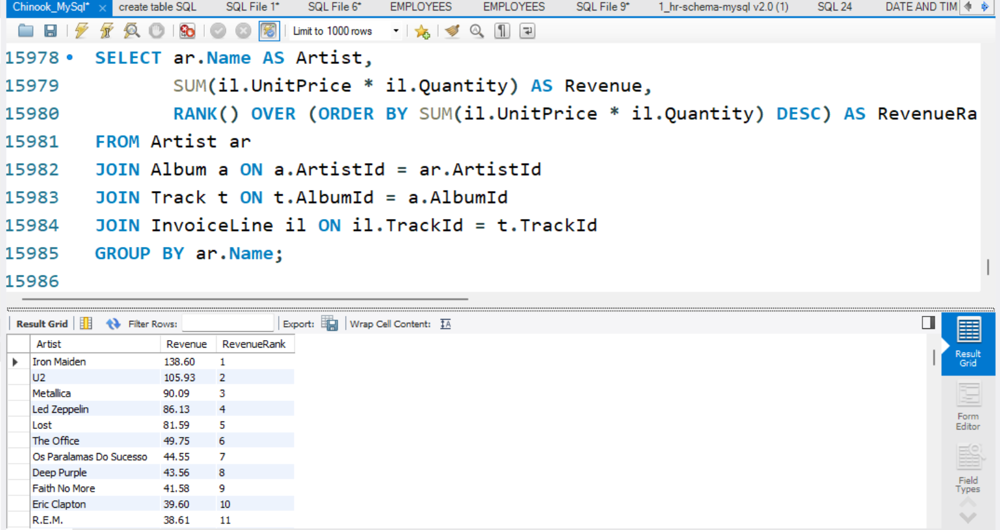 Chinook_MySql* × create table SQL SQL File 1* SQL File 6* EMPLOYEES EMPLOYEES SQL File 9* 1_hr-schema-mysql v2.0 (1) SQL 24 DATE AND TIM
Limit to 1000 rows
15978 SELECT ar.Name AS Artist,
15979 SUM(il.UnitPrice * il.Quantity) AS Revenue,
15980 RANK() OVER (ORDER BY SUM(il.UnitPrice * il.Quantity) DESC) AS RevenueRa
15981 FROM Artist ar
15982 JOIN Album a ON a.ArtistId = ar.ArtistId
15983 JOIN Track t ON t.AlbumId = a.AlbumId
15984 JOIN InvoiceLine il ON il.TrackId = t.TrackId
15985 GROUP BY ar.Name;
15986
Result Grid Filter Rows: Export: Wrap Cell Content:
Artist Revenue RevenueRank
Iron Maiden 138.60 1
U2 105.93 2
Metallica 90.09 3
Led Zeppelin 86.13 4
Lost 81.59 5
The Office 49.75 6
Os Paralamas Do Sucesso 44.55 7
Deep Purple 43.56 8
Faith No More 41.58 9
Eric Clapton 39.60 10
R.E.M. 38.61 11
Result
Grid
Form
Editor
Field
Types